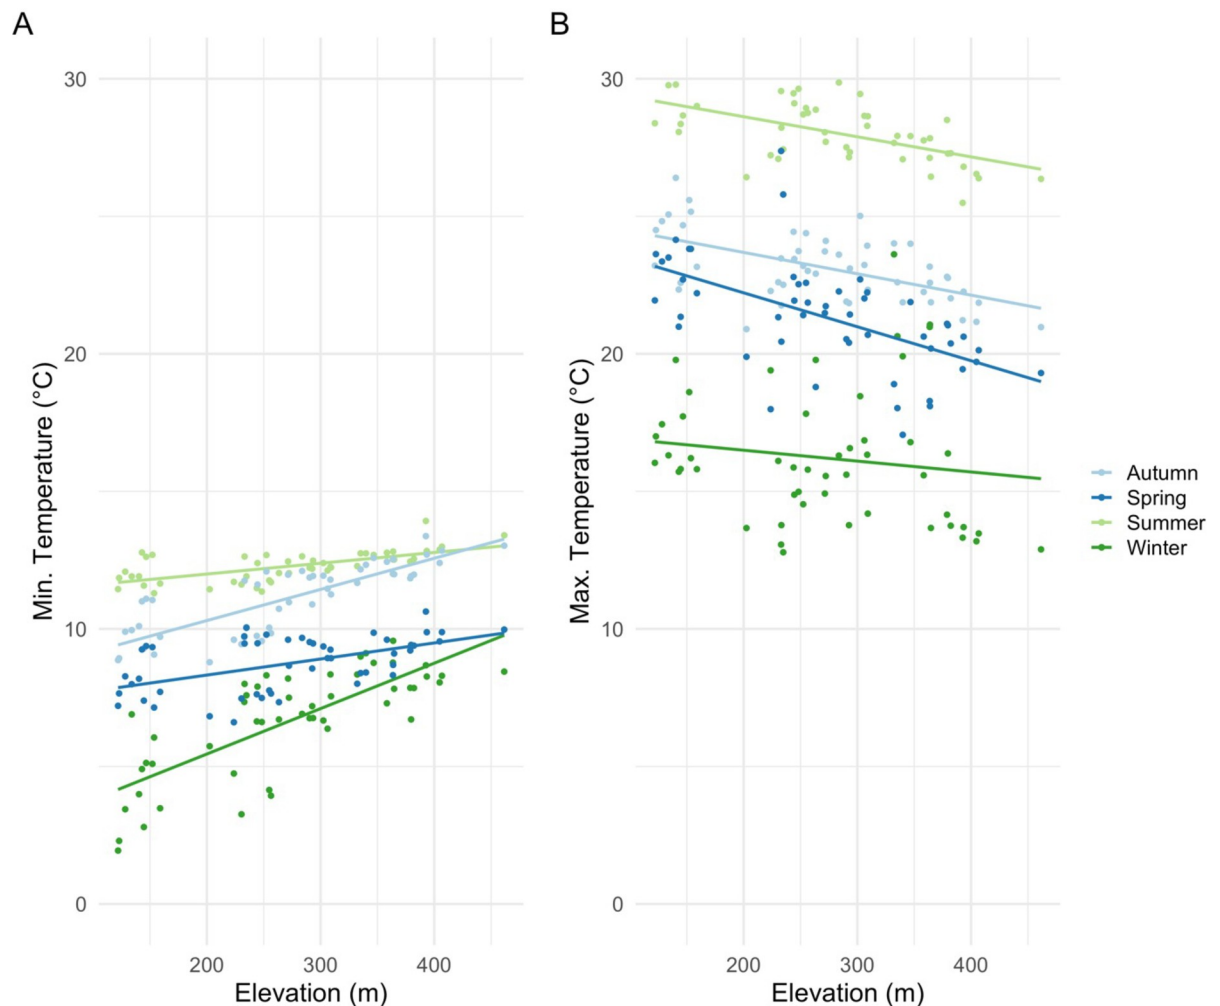 A
Min. Temperature (°C)
30
20
10
0
200 300 400
Elevation (m)
B
Max. Temperature (°C)
30
20
10
0
200 300 400
Elevation (m)
Autumn
Spring
Summer
Winter